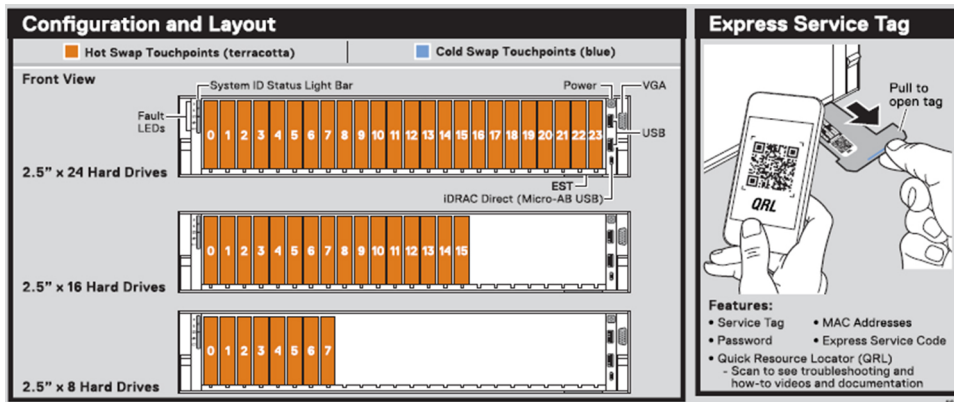 Configuration and Layout
Hot Swap Touchpoints (terracotta)
Cold Swap Touchpoints (blue)
Front View
System ID Status Light Bar
Power
VGA
Fault
LEDs
USB
0 1 2 3 4 5 6 7 8 9 10 11 12 13 14 15 16 17 18 19 20 21 22 23
2.5” x 24 Hard Drives
EST
iDRAC Direct (Micro-AB USB)
0 1 2 3 4 5 6 7 8 9 10 11 12 13 14 15
2.5” x 16 Hard Drives
0 1 2 3 4 5 6 7
2.5” x 8 Hard Drives
Express Service Tag
Pull to
open tag
QRL
Features:
• Service Tag
• MAC Addresses
• Password
• Express Service Code
• Quick Resource Locator (QRL)
- Scan to see troubleshooting and
how-to videos and documentation